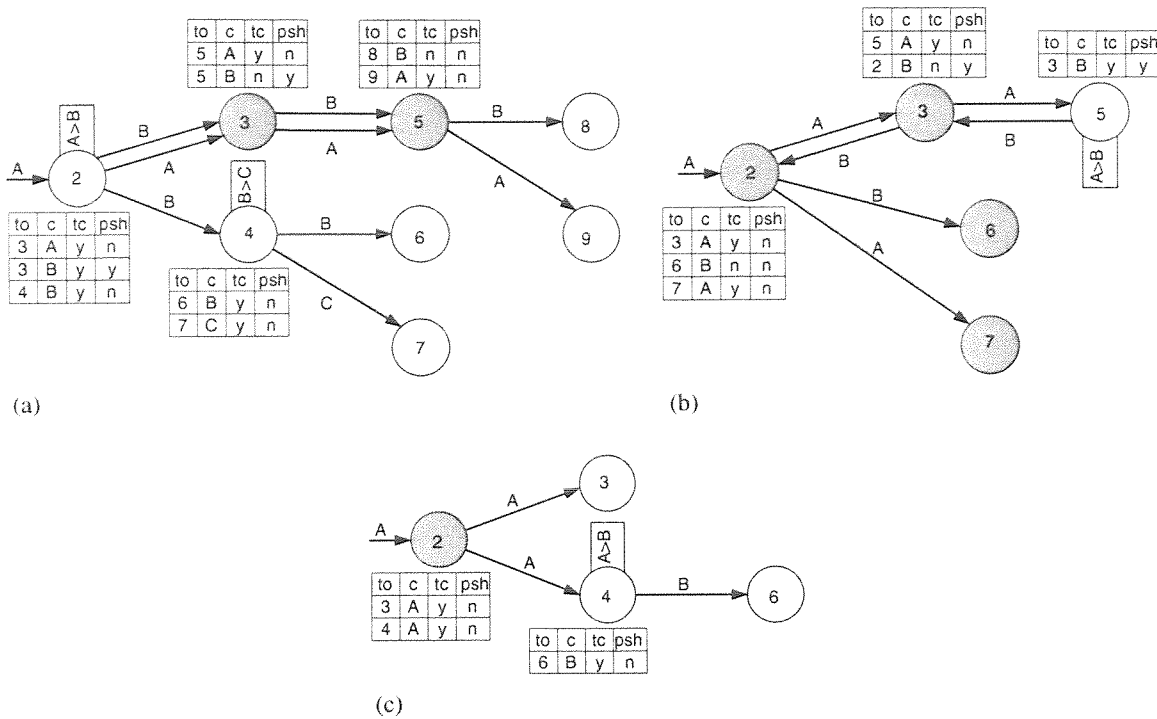 to c tc psh
5 A y n
5 B n y
to c tc psh
8 B n n
9 A y n
A>B
B
A
A
2
3
B
A
5
B
8
A
9
B
B>C
4
B
6
C
7
to c tc psh
3 A y n
3 B y y
4 B y n
to c tc psh
6 B y n
7 C y n
(a)
to c tc psh
5 A y n
2 B n y
to c tc psh
3 B y y
A
2
A
B
3
A
B
5
A>B
B
6
A
7
to c tc psh
3 A y n
6 B n n
7 A y n
(b)
A
2
A
3
A
A>B
4
B
6
to c tc psh
3 A y n
4 A y n
to c tc psh
6 B y n
(c)